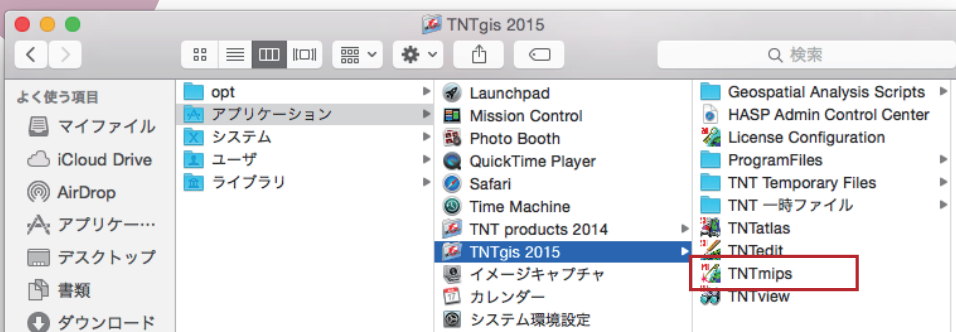 TNTgis 2015
検索
よく使う項目
マイファイル
iCloud Drive
AirDrop
アプリケー…
デスクトップ
書類
ダウンロード
opt
アプリケーション
システム
ユーザ
ライブラリ
Launchpad
Mission Control
Photo Booth
QuickTime Player
Safari
Time Machine
TNT products 2014
TNTgis 2015
イメージキャプチャ
カレンダー
システム環境設定
Geospatial Analysis Scripts
HASP Admin Control Center
License Configuration
ProgramFiles
TNT Temporary Files
TNT 一時ファイル
TNTatlas
TNTedit
TNTmips
TNTview